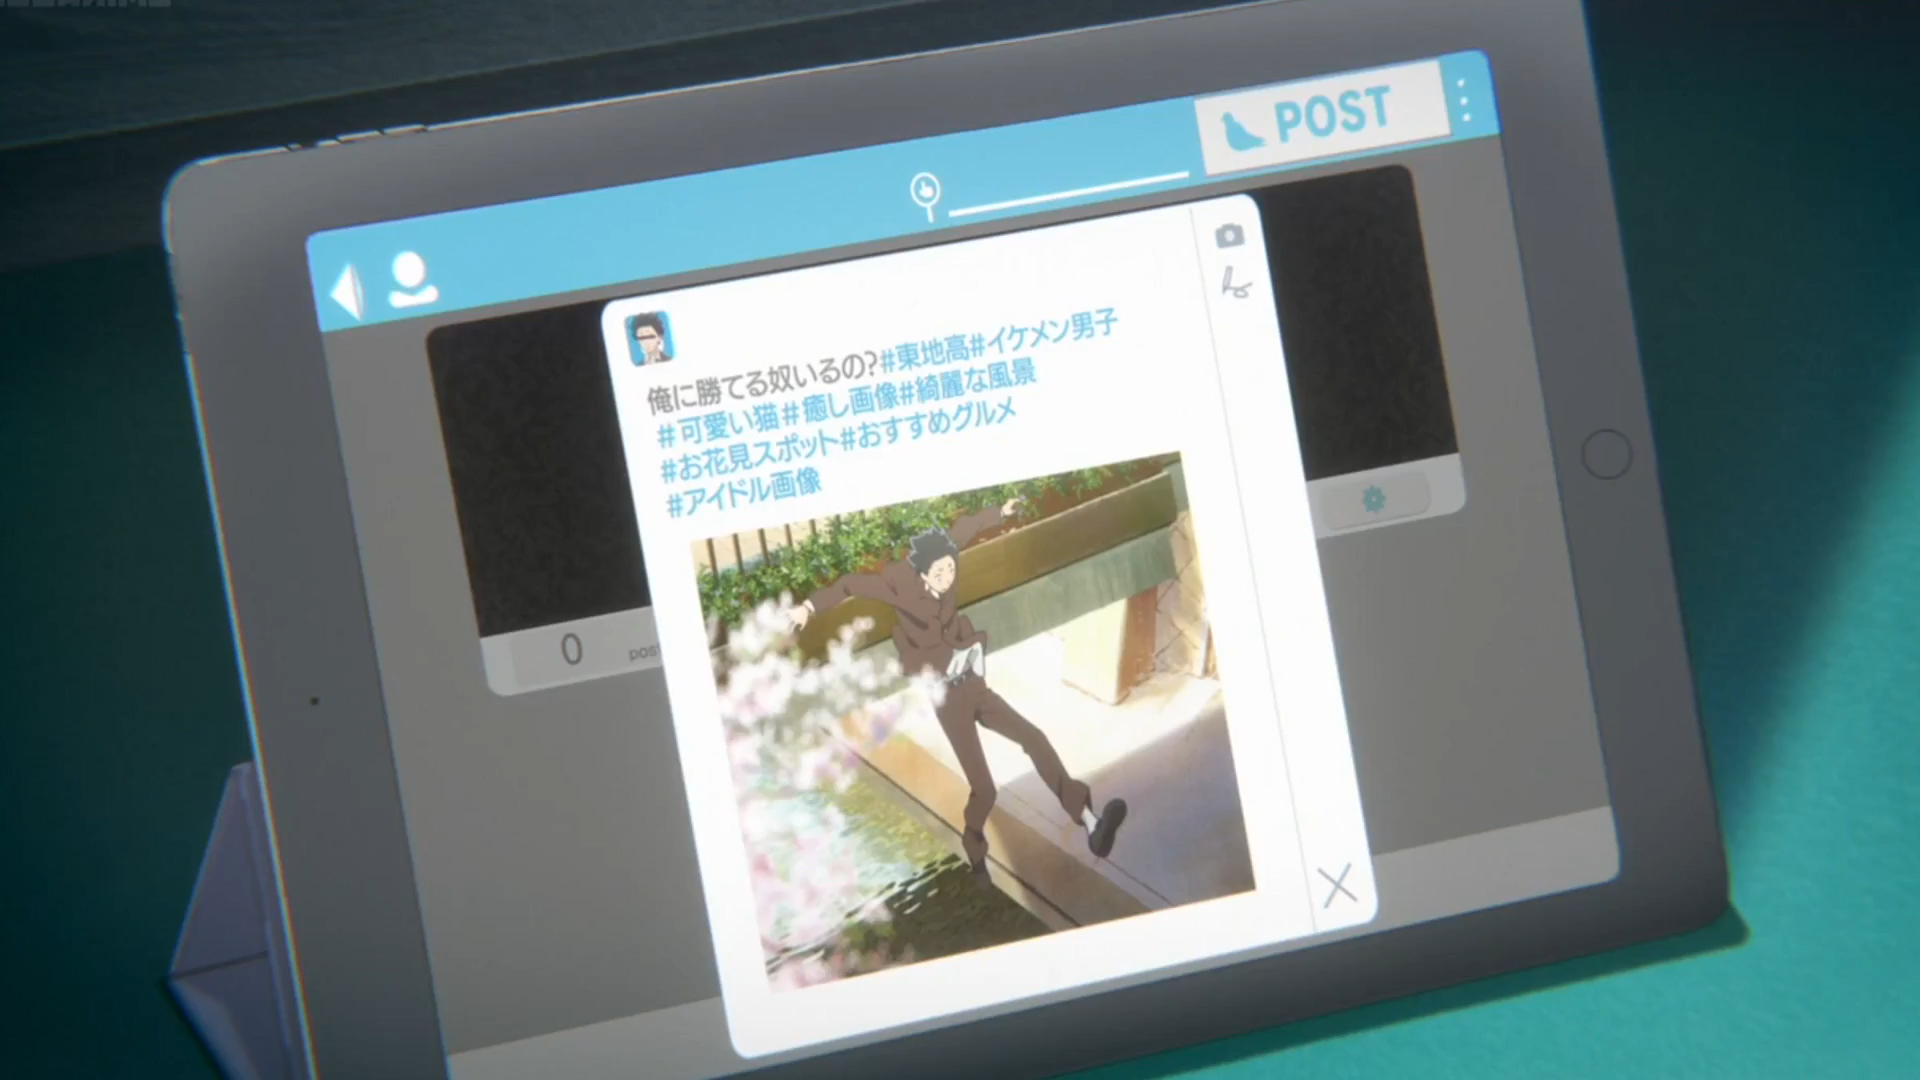 POST
俺に勝てる奴いるの?#東地高#イケメン男子
#可愛い猫#癒し画像#綺麗な風景
#お花見スポット#おすすめグルメ
#アイドル画像
0